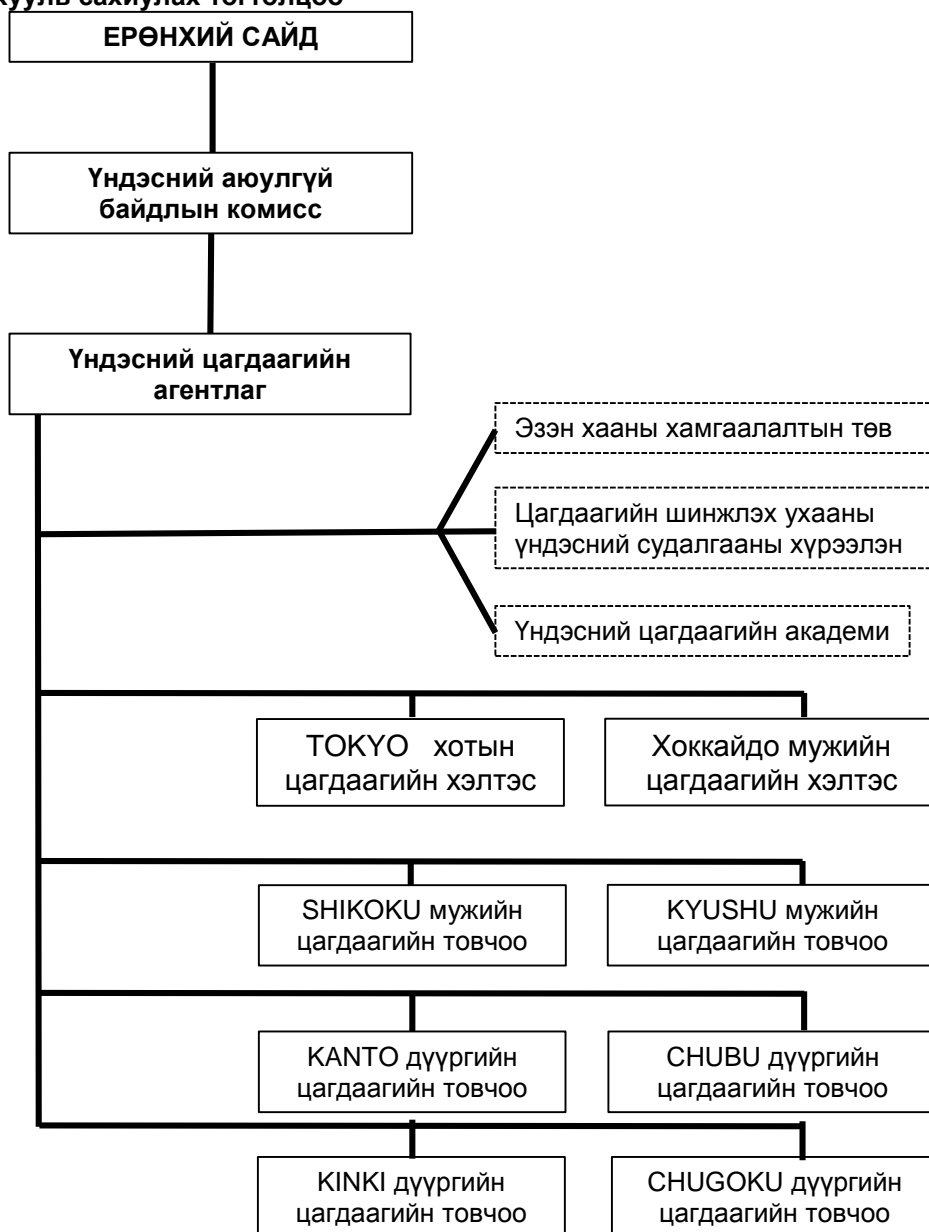 сахиулах тогтолцоо
ЕРӨНХИЙ САЙД
Үндэсний аюулгүй
байдлын комисс
Үндэсний цагдаагийн
агентлаг
Эзэн хааны хамгаалалтын төв
Цагдаагийн шинжлэх ухааны
үндэсний судалгааны хүрээлэн
Үндэсний цагдаагийн академи
TOKYO хотын
цагдаагийн хэлтэс
Хоккайдо мужийн
цагдаагийн хэлтэс
SHIKOKU мужийн
цагдаагийн товчоо
KYUSHU мужийн
цагдаагийн товчоо
KANTO дүүргийн
цагдаагийн товчоо
CHUBU дүүргийн
цагдаагийн товчоо
KINKI дүүргийн
цагдаагийн товчоо
CHUGOKU дүүргийн
цагдаагийн товчоо